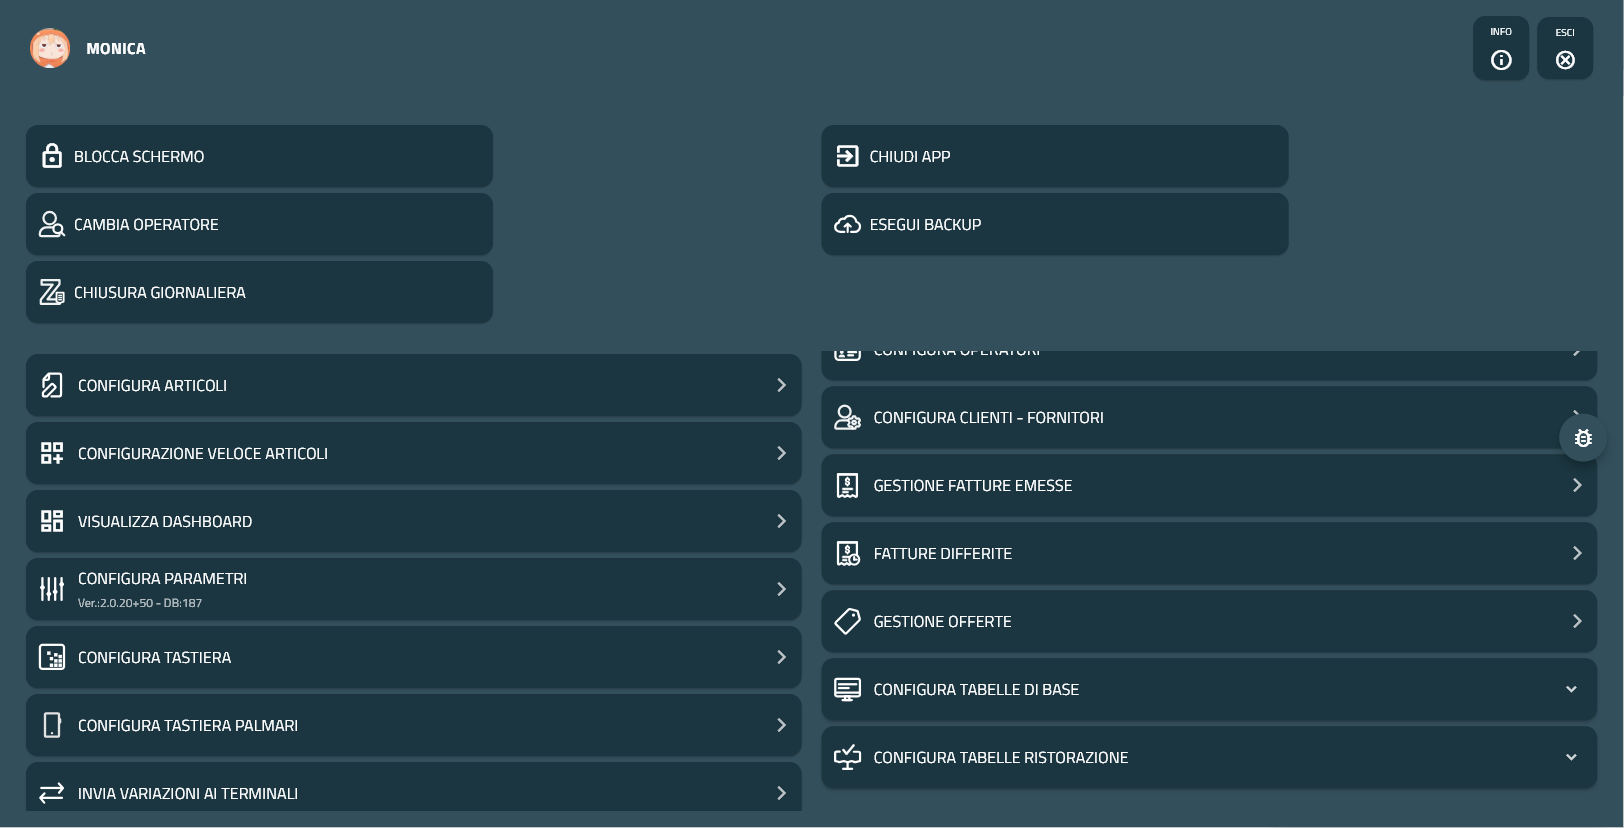 MONICA
INFO
ESCI
BLOCCA SCHERMO
CAMBIA OPERATORE
CHIUSURA GIORNALIERA
CHIUDI APP
ESEGUI BACKUP
CONFIGURA ARTICOLI
CONFIGURAZIONE VELOCE ARTICOLI
VISUALIZZA DASHBOARD
CONFIGURA PARAMETRI
Ver.:2.0.20+50 - DB:187
CONFIGURA TASTIERA
CONFIGURA TASTIERA PALMARI
INVIA VARIAZIONI AI TERMINALI
CONFIGURA OPERATORI
CONFIGURA CLIENTI - FORNITORI
GESTIONE FATTURE EMESSE
FATTURE DIFFERITE
GESTIONE OFFERTE
CONFIGURA TABELLE DI BASE
CONFIGURA TABELLE RISTORAZIONE